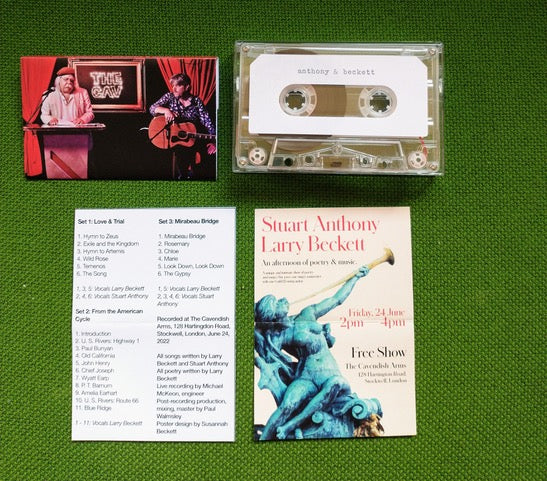 THE
CAV
anthony & beckett
Set 1: Love & Trial
1. Hymn to Zeus
2. Exile and the Kingdom
3. Hymn to Artemis
4. Wild Rose
5. Temenos
6. The Song
1, 3, 5: Vocals Larry Beckett
2, 4, 6: Vocals Stuart Anthony
Set 2: From the American
Cycle
1. Introduction
2. U. S. Rivers: Highway 1
3. Paul Bunyan
4. Old California
5. John Henry
6. Chief Joseph
7. Wyatt Earp
8. P. T. Barnum
9. Amelia Earhart
10. U. S. Rivers: Route 66
11. Blue Ridge
1 - 11: Vocals Larry Beckett
Set 3: Mirabeau Bridge
1. Mirabeau Bridge
2. Rosemary
3. Chloe
4. Marie
5. Look Down, Look Down
6. The Gypsy
1, 5: Vocals Larry Beckett
2, 3, 4, 6: Vocals Stuart
Anthony
Recorded at The Cavendish
Arms, 128 Hartingdon Road,
Stockwell, London, June 24,
2022
All songs written by Larry
Beckett and Stuart Anthony
All poetry written by Larry
Beckett
Live recording by Michael
McKeon, engineer
Post-recording production,
mixing, master by Paul
Walmsley
Poster design by Susannah
Beckett
Stuart Anthony
Larry Beckett
An afternoon of poetry & music.
Friday, 24 June
2pm – 4pm
Free Show
The Cavendish Arms
128 Hartington Road
Stockwell, London